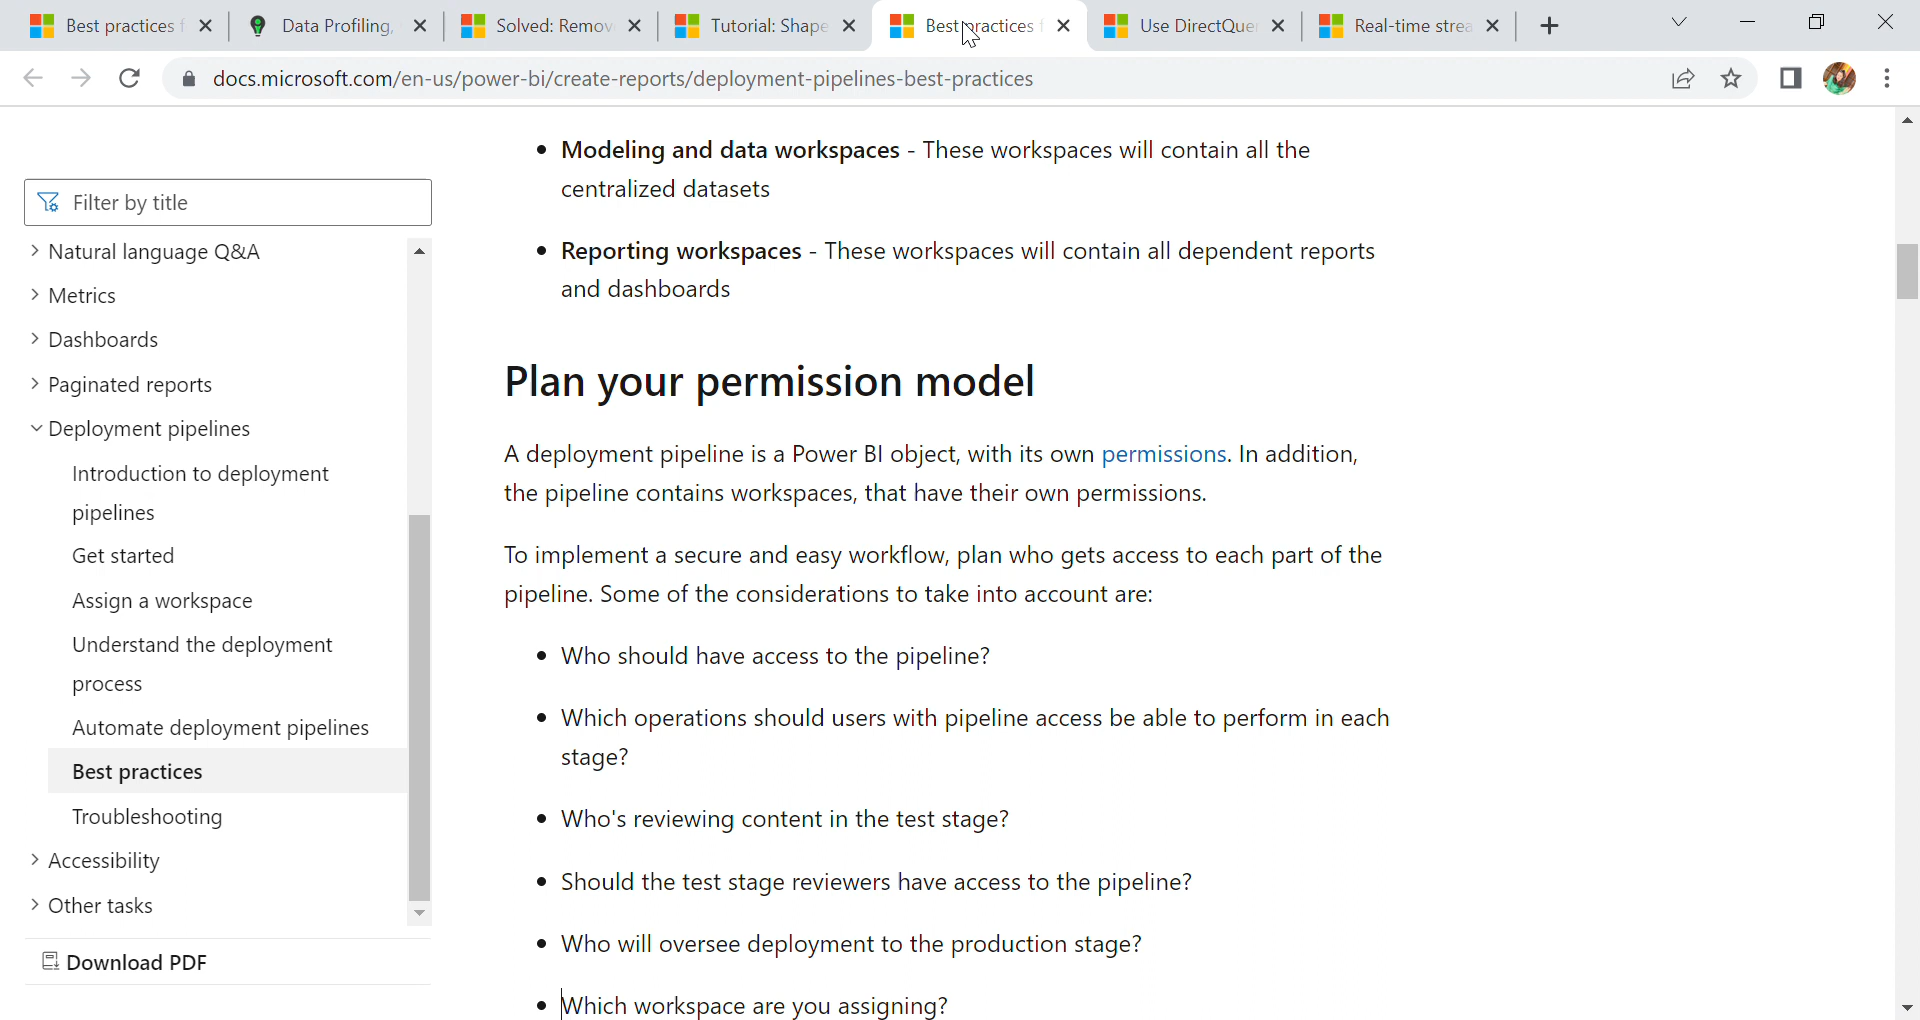 Best practices f
Data Profiling,
Solved: Remov
Tutorial: Shape
Best practices f
Use DirectQue
Real-time strea
docs.microsoft.com/en-us/power-bi/create-reports/deployment-pipelines-best-practices
Filter by title
Natural language Q&A
Metrics
Dashboards
Paginated reports
Deployment pipelines
Introduction to deployment
pipelines
Get started
Assign a workspace
Understand the deployment
process
Automate deployment pipelines
Best practices
Troubleshooting
Accessibility
Other tasks
Download PDF
• Modeling and data workspaces - These workspaces will contain all the
centralized datasets
• Reporting workspaces - These workspaces will contain all dependent reports
and dashboards
Plan your permission model
A deployment pipeline is a Power BI object, with its own permissions. In addition,
the pipeline contains workspaces, that have their own permissions.
To implement a secure and easy workflow, plan who gets access to each part of the
pipeline. Some of the considerations to take into account are:
• Who should have access to the pipeline?
• Which operations should users with pipeline access be able to perform in each
stage?
• Who's reviewing content in the test stage?
• Should the test stage reviewers have access to the pipeline?
• Who will oversee deployment to the production stage?
• Which workspace are you assigning?